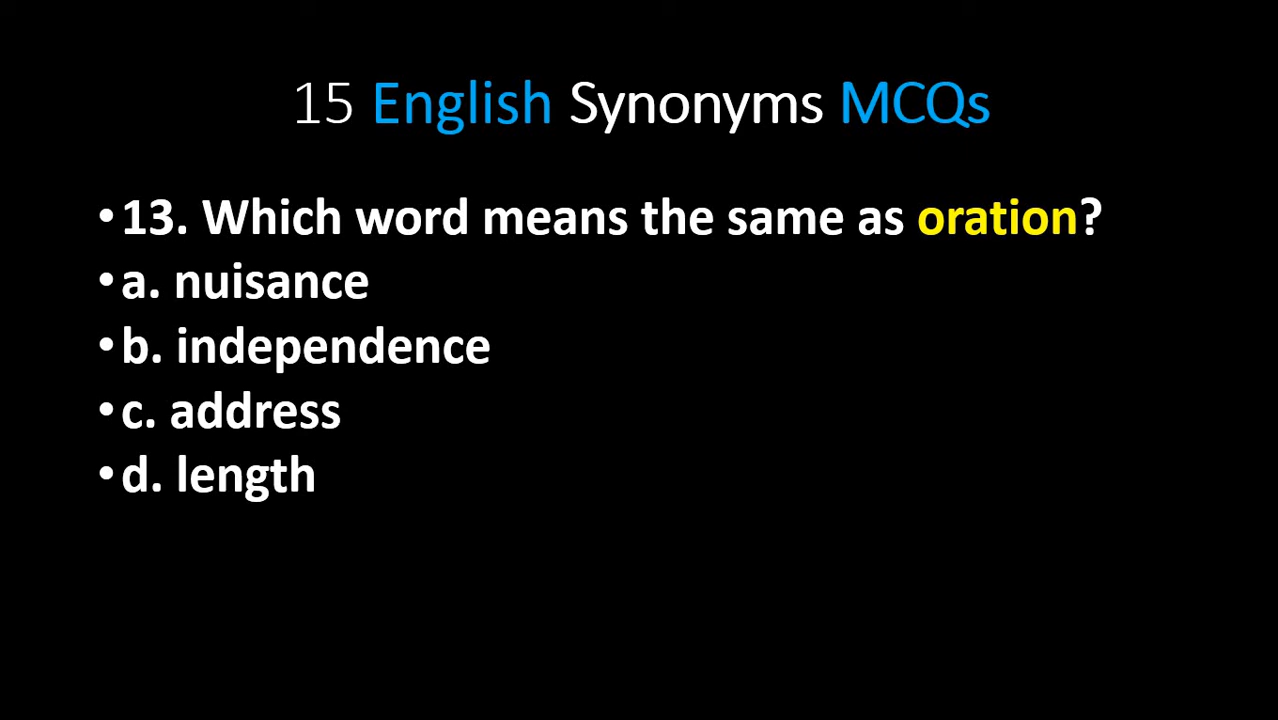 15 English Synonyms MCQs
•13. Which word means the same as oration?
•a. nuisance
•b. independence
•c. address
•d. length